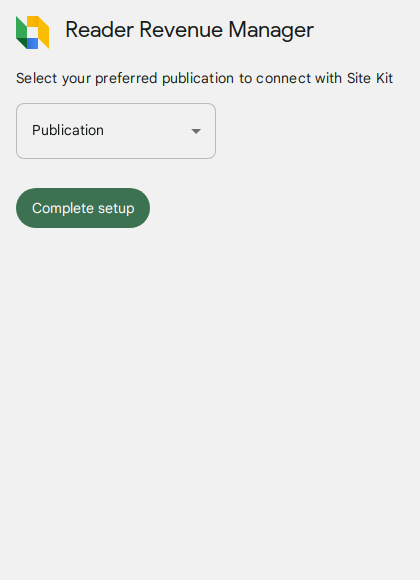 Reader Revenue Manager
Select your preferred publication to connect with Site Kit
Publication
Complete setup